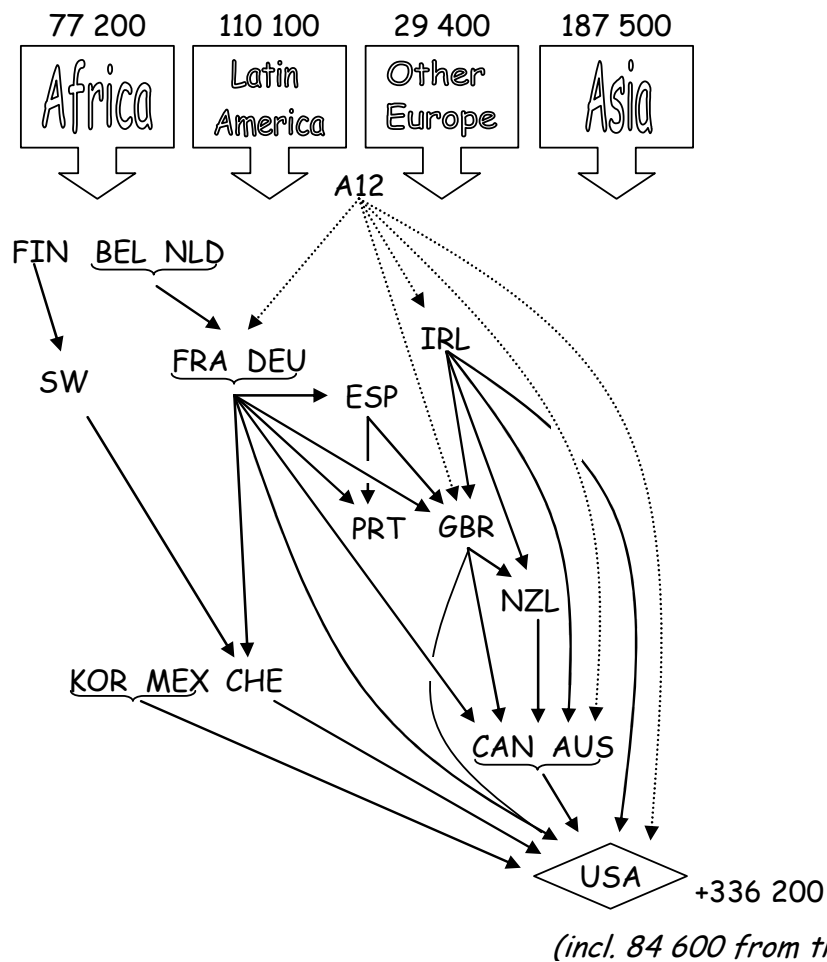 77 200 110 100 29 400 187 500
Africa Latin America Other Europe Asia
A12
FIN BEL NLD
IRL
FRA DEU
SW ESP
PRT GBR
NZL
KOR MEX CHE
CAN AUS
USA +336 200
(incl. 84 600 from